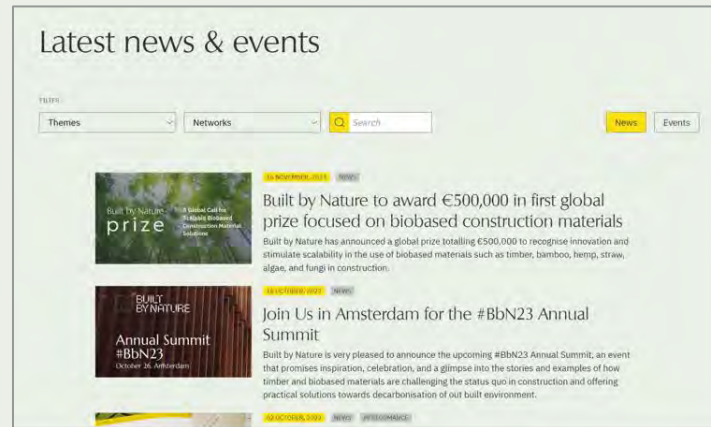 Latest news & events
FILTER
Themes
Networks
Search
News
Events
Built by Nature
prize
A Global Call for
Scalable Biobased
Construction Material
Solutions
NOVEMBER, 2023 NEWS
Built by Nature to award €500,000 in first global
prize focused on biobased construction materials
Built by Nature has announced a global prize totalling €500,000 to recognise innovation and
stimulate scalability in the use of biobased materials such as timber, bamboo, hemp, straw,
algae, and fungi in construction.
BUILT
BY NATURE
Annual Summit
#BbN23
October 26. Amsterdam
OCTOBER, 2023 NEWS
Join Us in Amsterdam for the #BbN23 Annual
Summit
Built by Nature is very pleased to announce the upcoming #BbN23 Annual Summit, an event
that promises inspiration, celebration, and a glimpse into the stories and examples of how
timber and biobased materials are challenging the status quo in construction and offering
practical solutions towards decarbonisation of out built environment.
02 OCTOBER, 2023 NEWS PERFORMANCE